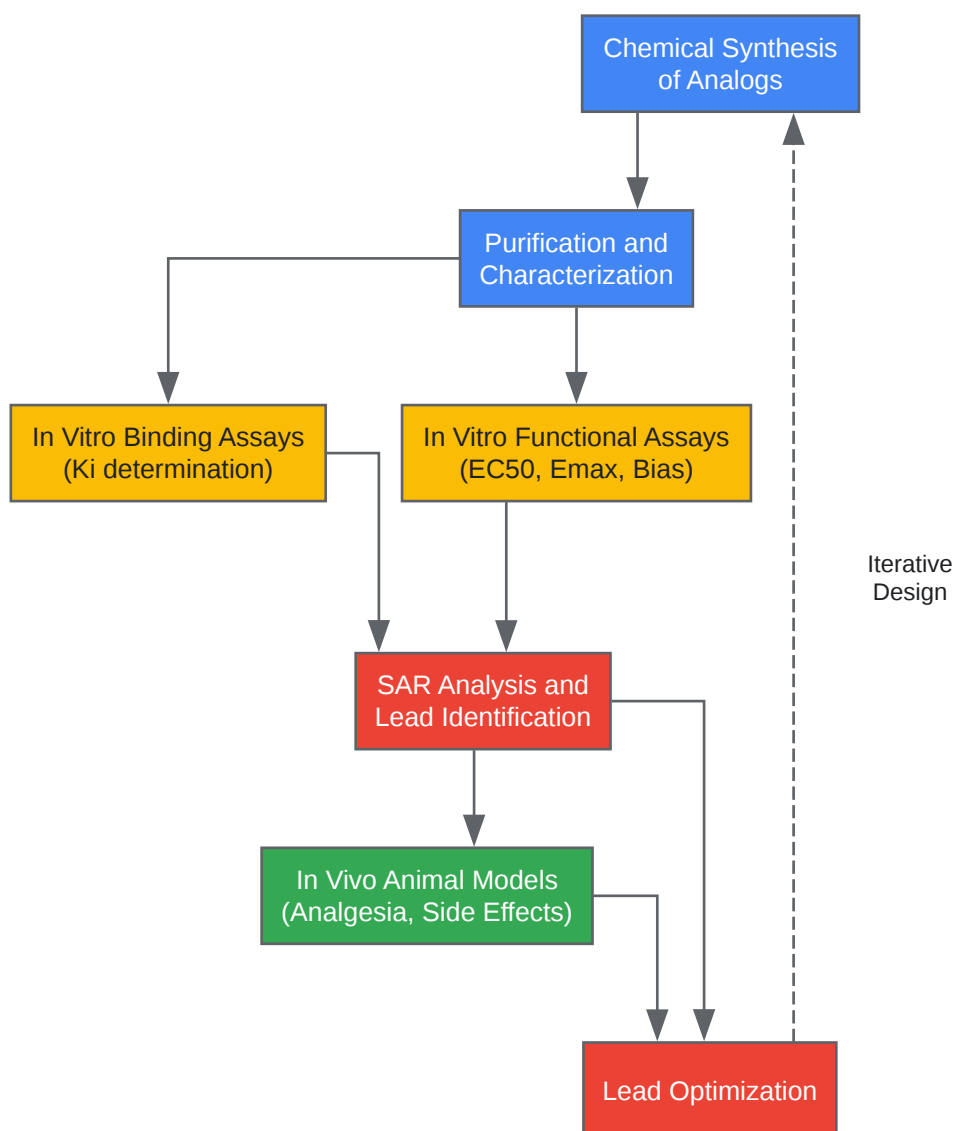 Chemical Synthesis
of Analogs
Purification and
Characterization
In Vitro Binding Assays
(Ki determination)
In Vitro Functional Assays
(EC50, Emax, Bias)
Iterative
Design
SAR Analysis and
Lead Identification
In Vivo Animal Models
(Analgesia, Side Effects)
Lead Optimization